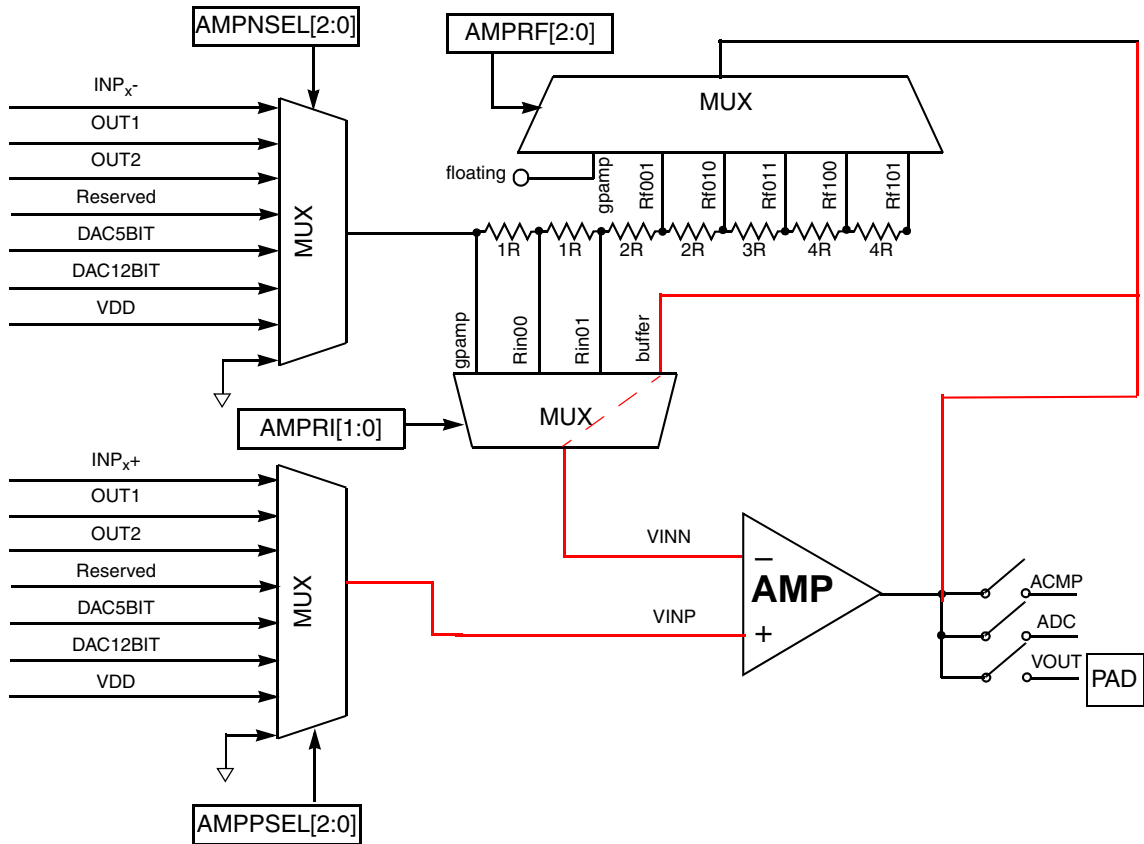 AMPNSEL[2:0]
AMPRF[2:0]
INPx-
OUT1
OUT2
Reserved
DAC5BIT
DAC12BIT
VDD
MUX
MUX
floating
gpamp
Rf001
Rf010
Rf011
Rf100
Rf101
1R
1R
2R
2R
3R
4R
4R
gpamp
Rin00
Rin01
buffer
MUX
AMPRI[1:0]
INPx+
OUT1
OUT2
Reserved
DAC5BIT
DAC12BIT
VDD
MUX
VINN
VINP
−
AMP
+
ACMP
ADC
VOUT
PAD
AMPPSEL[2:0]